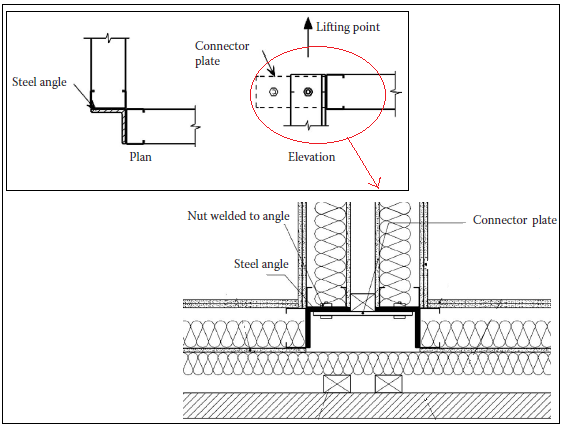 Lifting point
Connector
plate
Steel angle
Plan
Elevation
Nut welded to angle
Connector plate
Steel angle